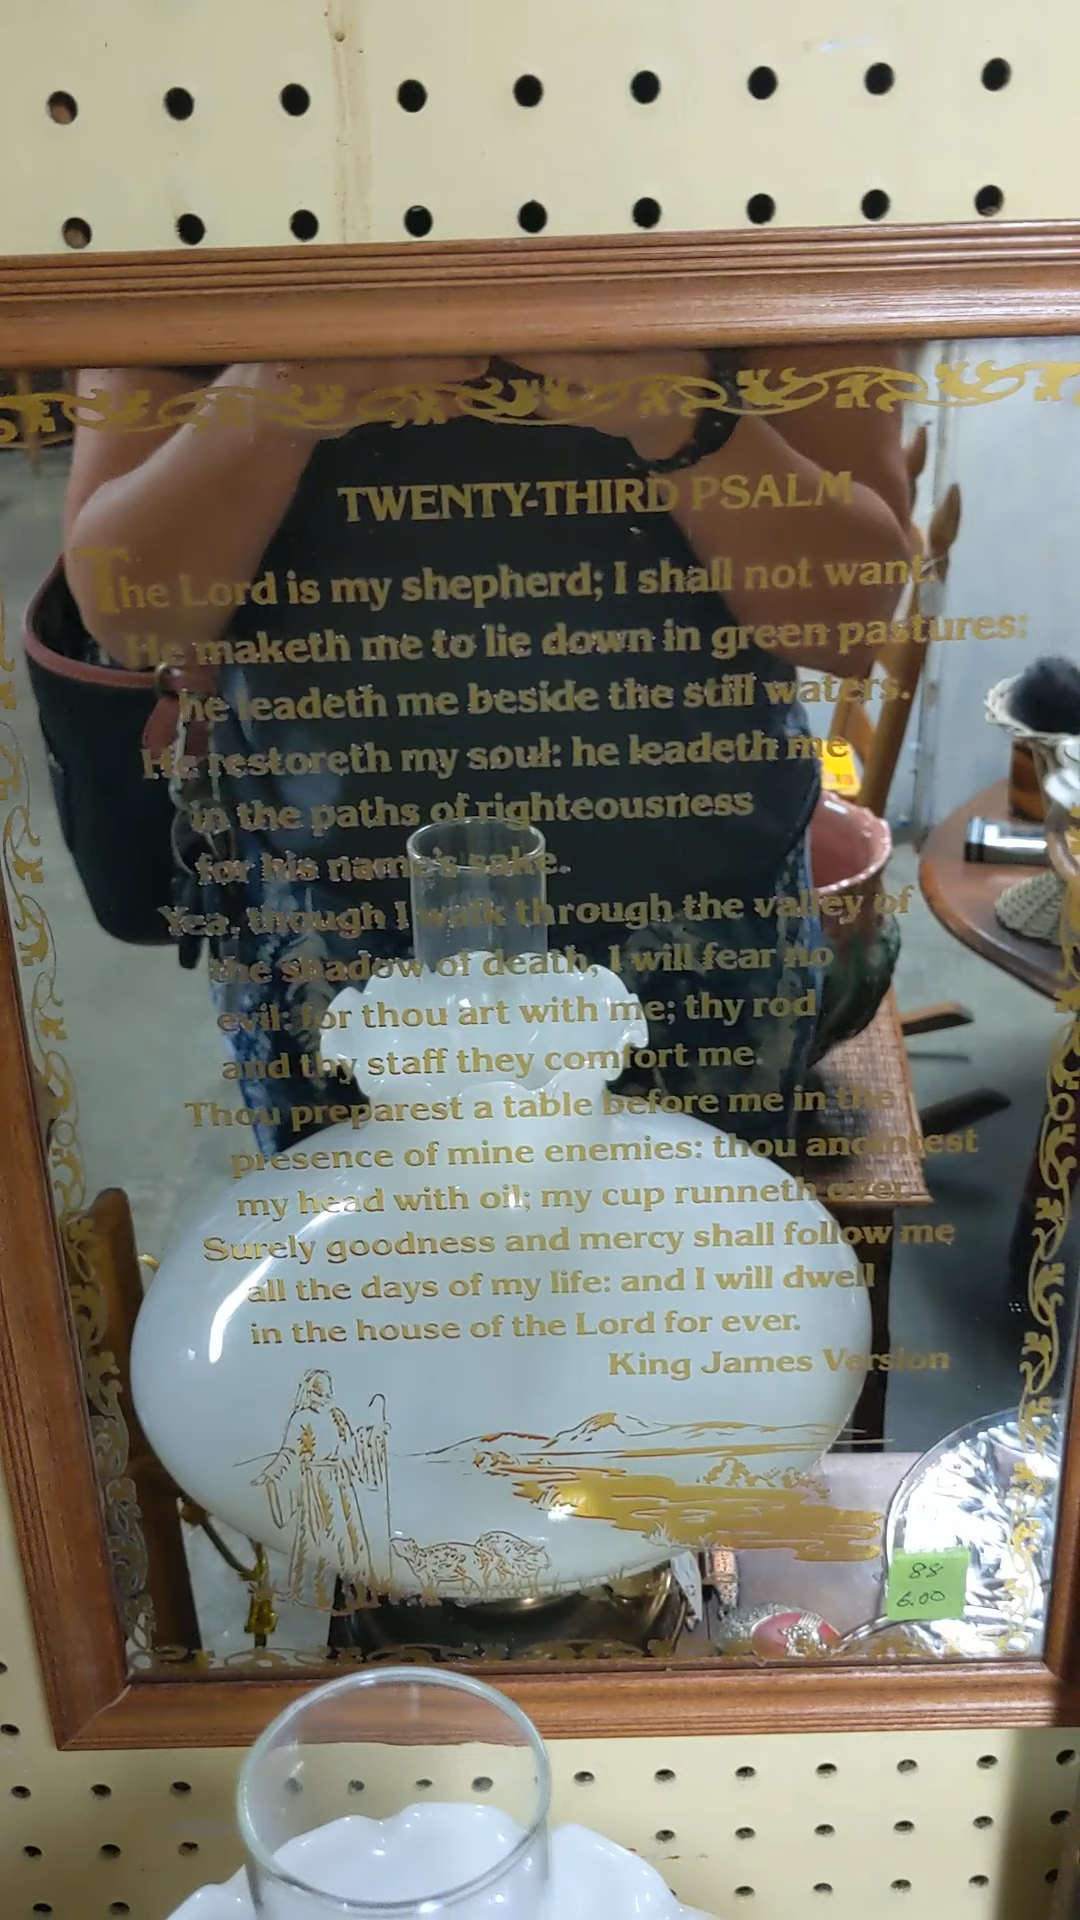 TWENTY-THIRD PSALM
The Lord is my shepherd; I shall not want.
He maketh me to lie down in green pastures:
he leadeth me beside the still waters.
He restoreth my soul: he leadeth me
in the paths of righteousness
for his name's sake.
Yea, though I walk through the valley of
the shadow of death, I will fear no
evil: for thou art with me; thy rod
and thy staff they comfort me.
Thou preparest a table before me in the
presence of mine enemies: thou anointest
my head with oil; my cup runneth over.
Surely goodness and mercy shall follow me
all the days of my life: and I will dwell
in the house of the Lord for ever.
King James Version
88
6.00